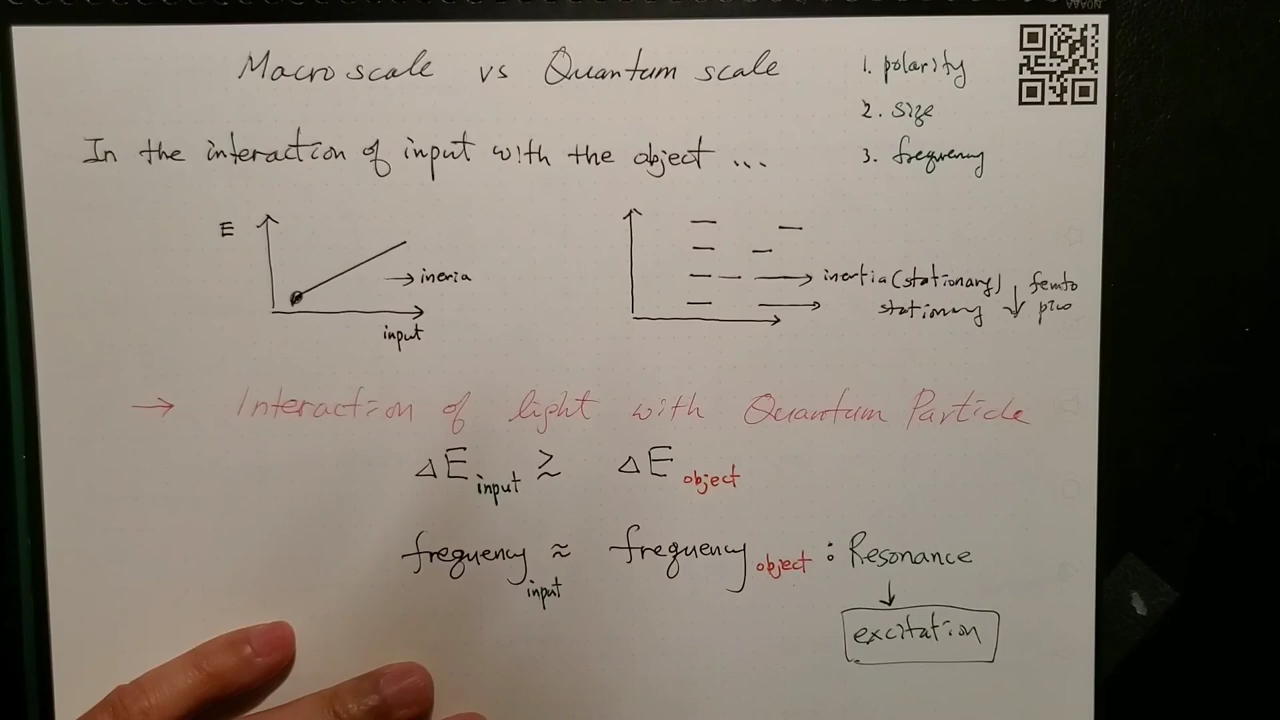 Macro scale vs Quantum scale
1. polarity
2. size
3. frequency
In the interaction of input with the object ...
E
→ ineria
input
inertia (stationary) ↓ femto
stationary pico
→ Interaction of light with Quantum Particle
ΔE input ≳ ΔE object
frequency input ≈ frequency object : Resonance
↓
excitation